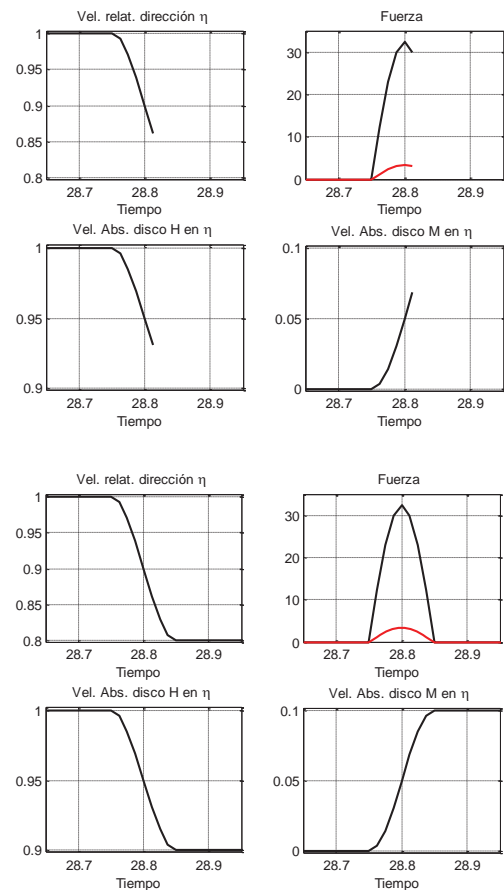 Vel. relat. dirección η
Fuerza
1
0.95
0.9
0.85
0.8
28.7 28.8 28.9
Tiempo
30
20
10
0
28.7 28.8 28.9
Tiempo
Vel. Abs. disco H en η
Vel. Abs. disco M en η
1
0.95
0.9
28.7 28.8 28.9
Tiempo
0.1
0.05
0
28.7 28.8 28.9
Tiempo
Vel. relat. dirección η
Fuerza
1
0.95
0.9
0.85
0.8
28.7 28.8 28.9
Tiempo
30
20
10
0
28.7 28.8 28.9
Tiempo
Vel. Abs. disco H en η
Vel. Abs. disco M en η
1
0.95
0.9
28.7 28.8 28.9
Tiempo
0.1
0.05
0
28.7 28.8 28.9
Tiempo